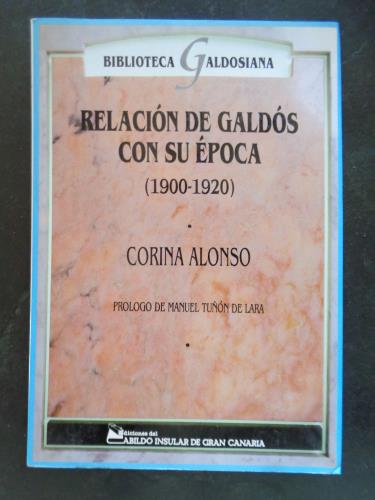 BIBLIOTECA GALDOSIANA
RELACIÓN DE GALDÓS
CON SU ÉPOCA
(1900-1920)
CORINA ALONSO
PROLOGO DE MANUEL TUÑÓN DE LARA
Ediciones del
CABILDO INSULAR DE GRAN CANARIA